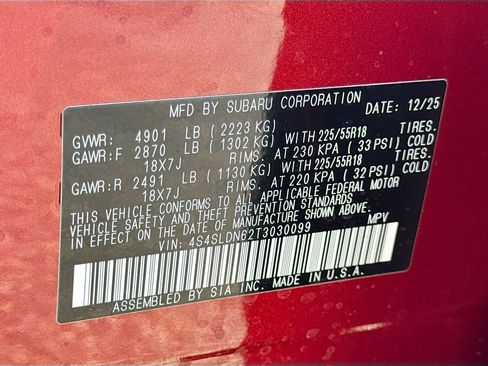 MFD BY SUBARU CORPORATION DATE: 12/25
GVWR: 4901 LB (2223 KG)
GAWR:F 2870 LB (1302 KG) WITH 225/55R18 TIRES.
18X7J RIMS. AT 230 KPA (33 PSI) COLD
GAWR:R 2491 LB (1130 KG) WITH 225/55R18 TIRES.
18X7J RIMS. AT 220 KPA (32 PSI) COLD
THIS VEHICLE CONFORMS TO ALL APPLICABLE FEDERAL MOTOR
VEHICLE SAFETY AND THEFT PREVENTION STANDARDS IN EFFECT
ON THE DATE OF MANUFACTURE SHOWN ABOVE.
VIN: 4S4SLDN62T3030099 MPV
ASSEMBLED BY SIA INC. MADE IN U.S.A.